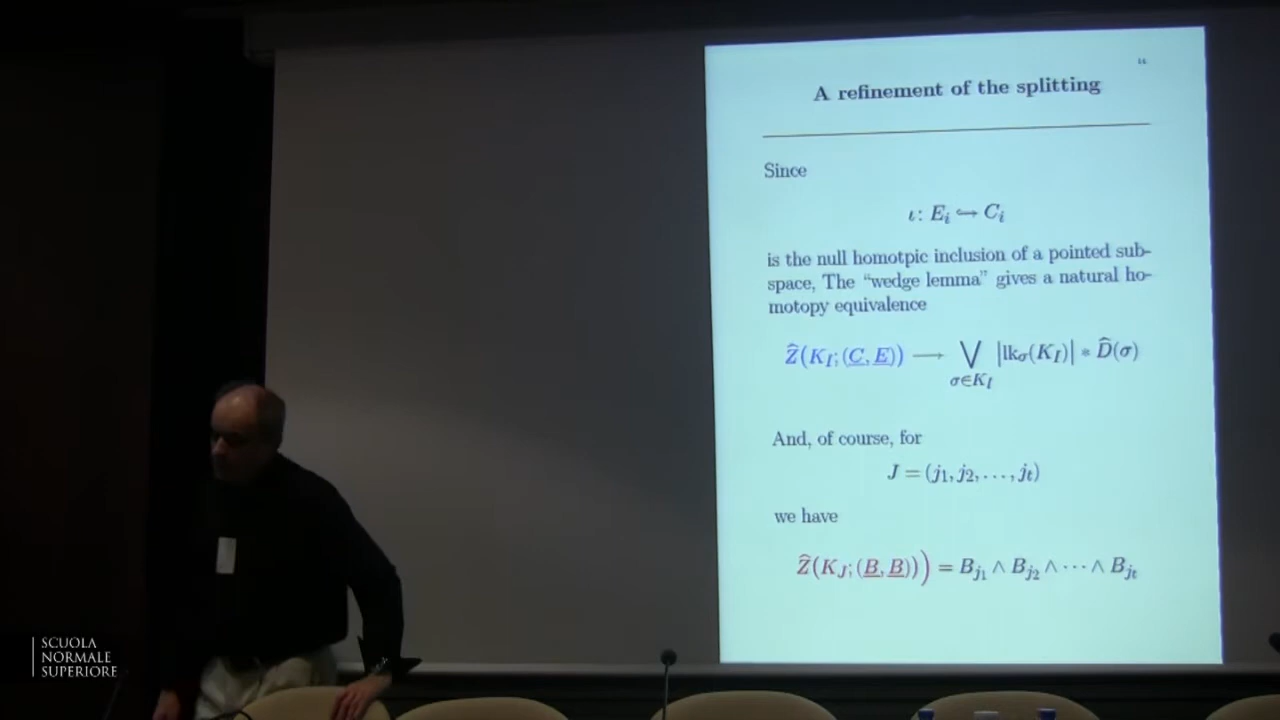 A refinement of the splitting
Since
ι: E_i ↪ C_i
is the null homotpic inclusion of a pointed sub-
space, The “wedge lemma” gives a natural ho-
motopy equivalence
Ẑ(K_I; (C, E)) ⟶ ⋁_{σ∈K_I} |lk_σ(K_I)| * D̂(σ)
And, of course, for
J = (j_1, j_2, …, j_t)
we have
Ẑ(K_J; (B, B))) = B_{j_1} ∧ B_{j_2} ∧ ⋯ ∧ B_{j_t}
SCUOLA
NORMALE
SUPERIORE